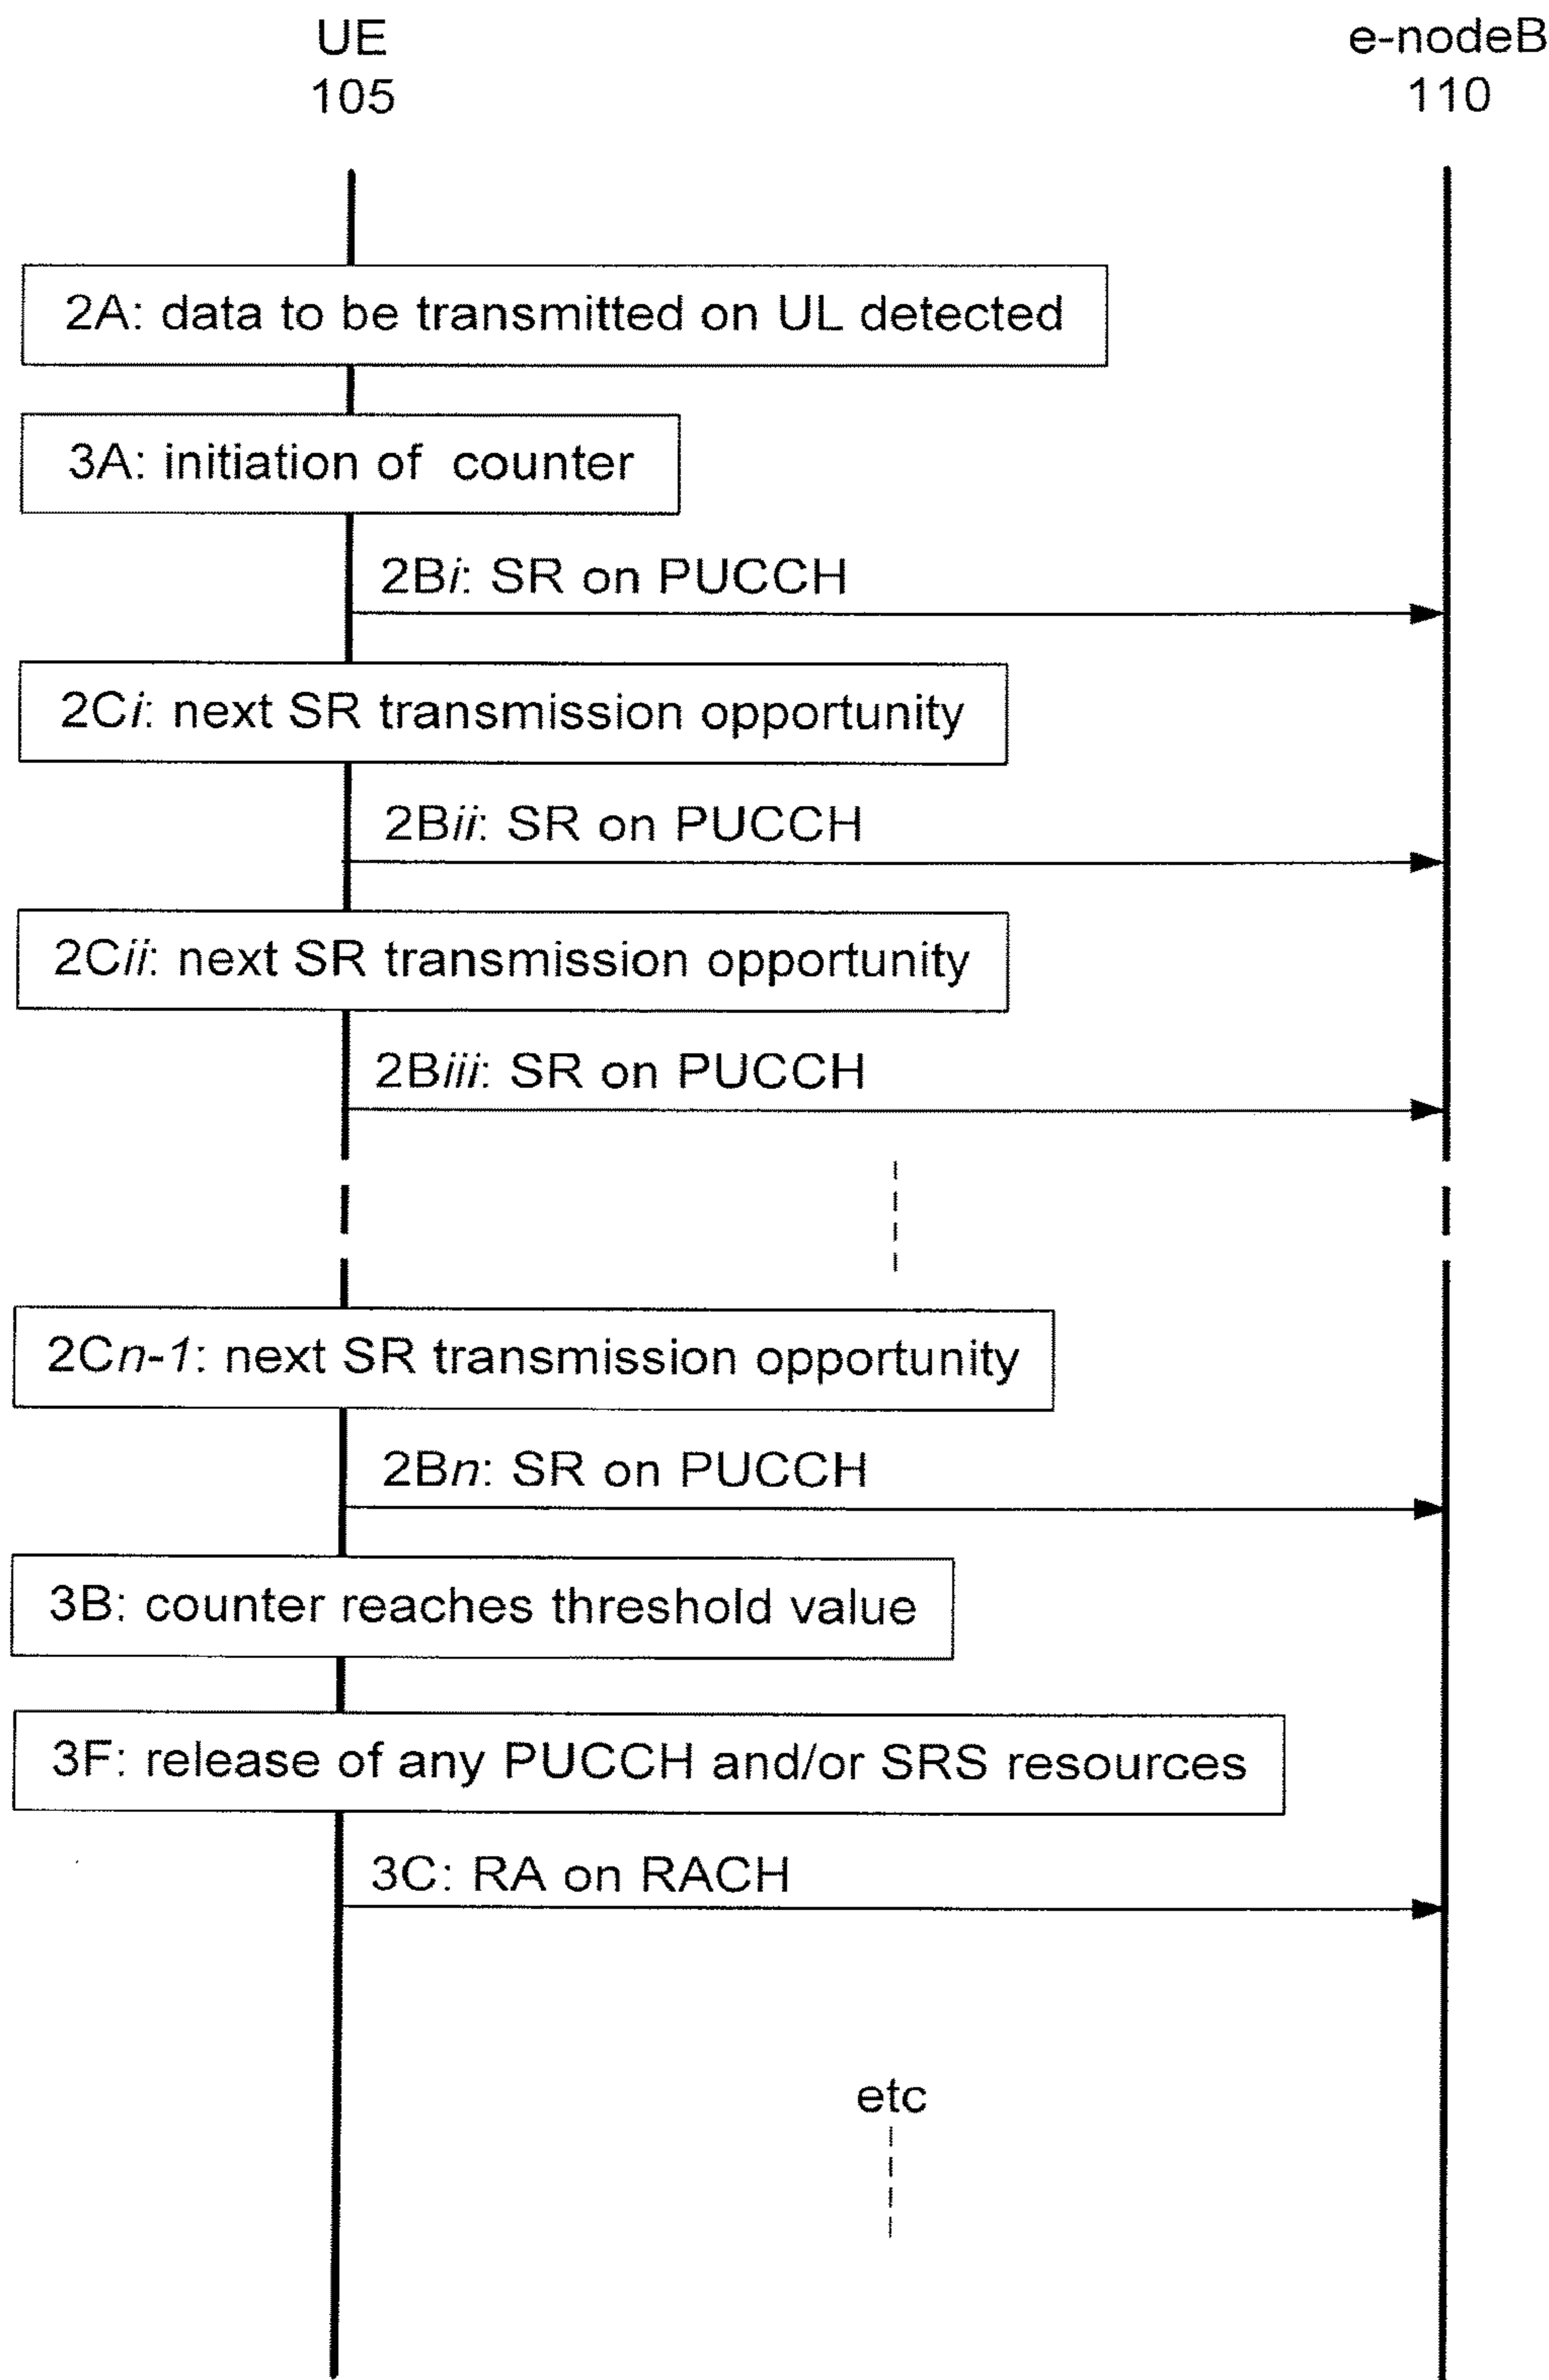 UE
105
e-nodeB
110
2A: data to be transmitted on UL detected
3A: initiation of counter
2Bi: SR on PUCCH
2Ci: next SR transmission opportunity
2Bii: SR on PUCCH
2Cii: next SR transmission opportunity
2Biii: SR on PUCCH
2Cn-1: next SR transmission opportunity
2Bn: SR on PUCCH
3B: counter reaches threshold value
3F: release of any PUCCH and/or SRS resources
3C: RA on RACH
etc